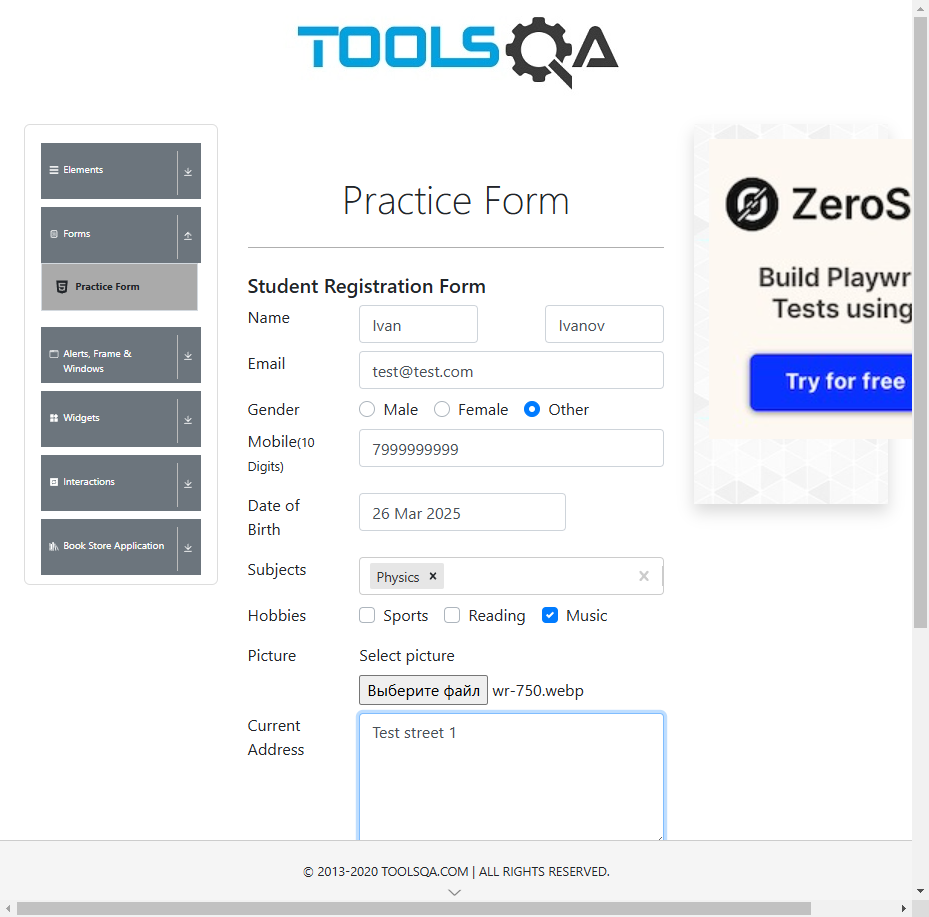 TOOLSQA
Elements
Forms
Practice Form
Alerts, Frame &
Windows
Widgets
Interactions
Book Store Application
Practice Form
Student Registration Form
Name Ivan Ivanov
Email test@test.com
Gender Male Female Other
Mobile(10
Digits) 7999999999
Date of
Birth 26 Mar 2025
Subjects Physics
Hobbies Sports Reading Music
Picture Select picture
Выберите файл wr-750.webp
Current
Address Test street 1
ZeroS
Build Playwr
Tests using
Try for free
© 2013-2020 TOOLSQA.COM | ALL RIGHTS RESERVED.